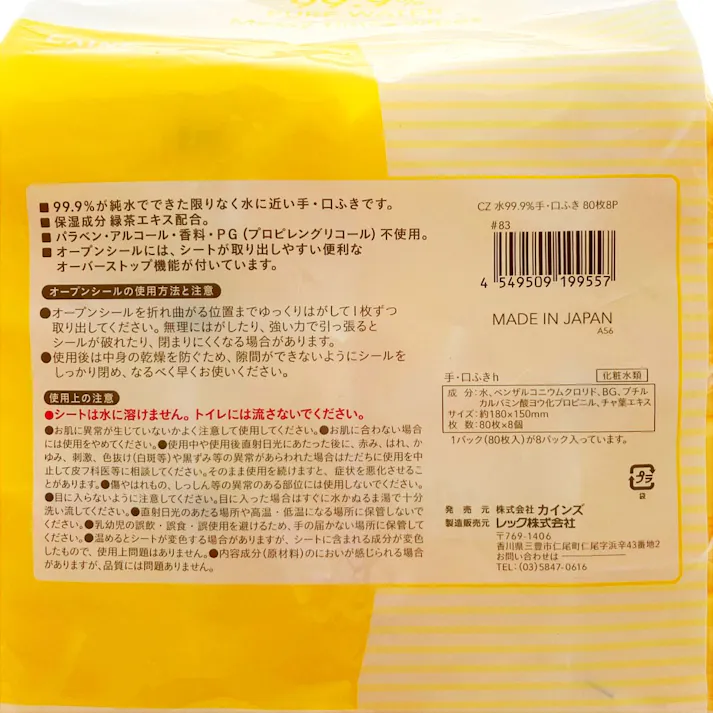 ■99.9%が純水でできた限りなく水に近い手・口ふきです。
■保湿成分 緑茶エキス配合。
■パラベン・アルコール・香料・PG(プロピレングリコール)不使用。
■オープンシールには、シートが取り出しやすい便利な
オーバーストップ機能が付いています。
オープンシールの使用方法と注意
●オープンシールを折れ曲がる位置までゆっくりはがして1枚ずつ
取り出してください。無理にはがしたり、強い力で引っ張ると
シールが破れたり、閉まりにくくなる場合があります。
●使用後は中身の乾燥を防ぐため、隙間ができないようにシールを
しっかり閉め、なるべく早くお使いください。
使用上の注意
●シートは水に溶けません。トイレには流さないでください。
●お肌に異常が生じていないかよく注意して使用してください。●お肌に合わない場合
には使用をやめてください。●使用中や使用後直射日光にあたった後に、赤み、はれ、か
ゆみ、刺激、色抜け(白斑等)や黒ずみ等の異常があらわれた場合はただちに使用を中
止して皮フ科医等に相談してください。そのまま使用を続けますと、症状を悪化させるこ
とがあります。●傷やはれもの、しっしん等の異常のある部位には使用しないでください。
●目に入らないように注意してください。目に入った場合はすぐに水かぬるま湯で十分
洗い流してください。●直射日光のあたる場所や高温・低温になる場所に保管しないで
ください。●乳幼児の誤飲・誤食・誤使用を避けるため、手の届かない場所に保管して
ください。●温めるとシートが変色する場合がありますが、シートに含まれる成分が変色
したもので、使用上問題はありません。●内容成分(原材料)のにおいが感じられる場合
がありますが、品質には問題ありません。
CZ 水99.9%手・口ふき 80枚8P
#83
4 549509 199557
MADE IN JAPAN
A56
手・口ふきh 化粧水類
成 分:水、ベンザルコニウムクロリド、BG、ブチル
カルバミン酸ヨウ化プロピニル、チャ葉エキス
サイズ:約180×150mm
枚 数:80枚×8個
1パック(80枚入)が8パック入っています。
プラ
袋
発 売 元 株式会社 カインズ
製造販売元 レック株式会社
〒769-1406
香川県三豊市仁尾町仁尾字浜辛43番地2
お問い合わせ
TEL:(03)5847-0616